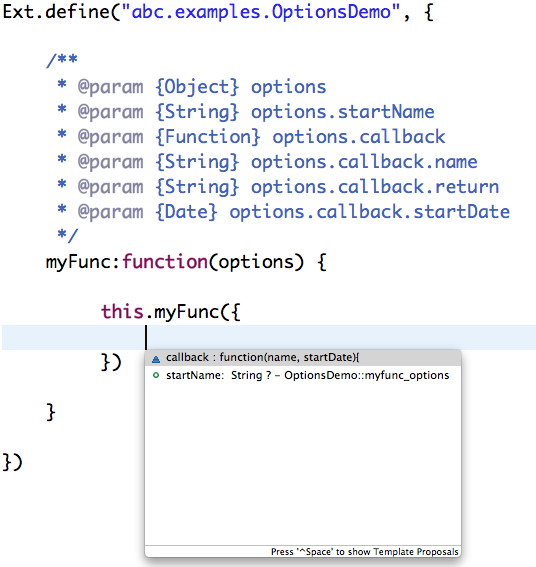 Ext.define("abc.examples.OptionsDemo", {
/**
* @param {Object} options
* @param {String} options.startName
* @param {Function} options.callback
* @param {String} options.callback.name
* @param {String} options.callback.return
* @param {Date} options.callback.startDate
*/
myFunc:function(options) {
this.myFunc({
callback : function(name, startDate){
startName: String ? - OptionsDemo::myfunc_options
Press '^Space' to show Template Proposals
})
}
})